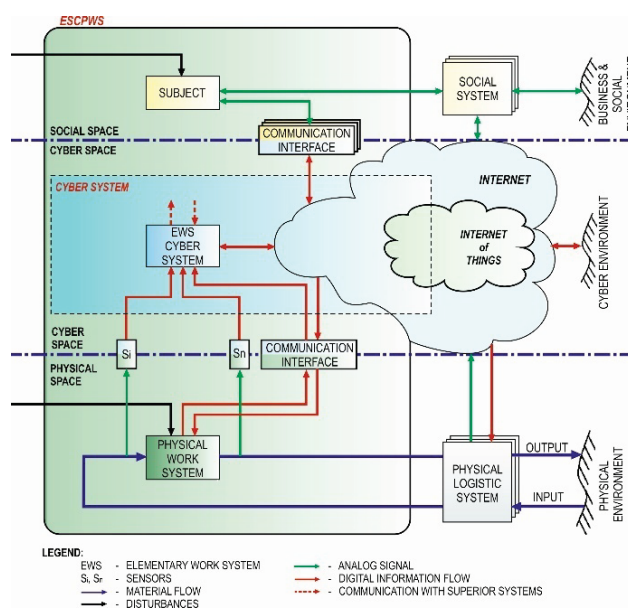 ESCPWS
SUBJECT
SOCIAL
SYSTEM
BUSINESS &
SOCIAL
SOCIAL SPACE
CYBER SPACE
COMMUNICATION
INTERFACE
CYBER SYSTEM
INTERNET
EWS
CYBER
SYSTEM
INTERNET
of
THINGS
CYBER ENVIRONMENT
CYBER
SPACE
PHYSICAL
SPACE
Si
Sn
COMMUNICATION
INTERFACE
PHYSICAL
WORK
SYSTEM
PHYSICAL
LOGISTIC
SYSTEM
OUTPUT
INPUT
PHYSICAL ENVIRONMENT
LEGEND:
EWS - ELEMENTARY WORK SYSTEM
- SENSORS
- MATERIAL FLOW
- DISTURBANCES
- ANALOG SIGNAL
- DIGITAL INFORMATION FLOW
- COMMUNICATION WITH SUPERIOR SYSTEMS